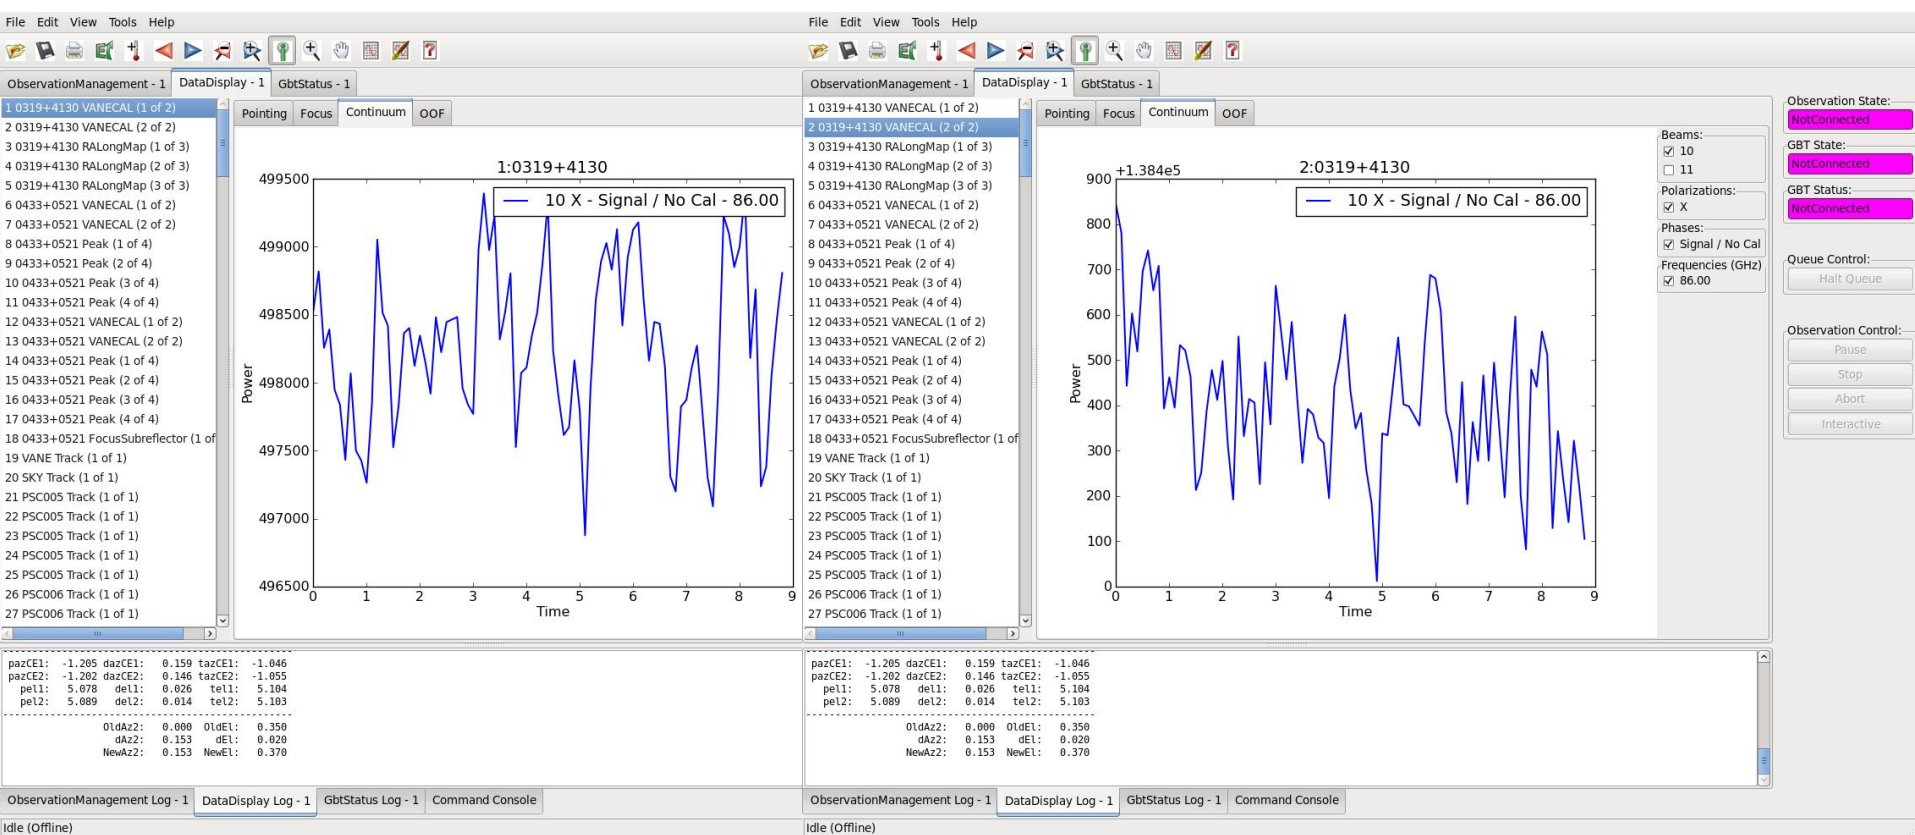 File Edit View Tools Help
ObservationManagement - 1 DataDisplay - 1 GbtStatus - 1
1 0319+4130 VANECAL (1 of 2)
2 0319+4130 VANECAL (2 of 2)
3 0319+4130 RALongMap (1 of 3)
4 0319+4130 RALongMap (2 of 3)
5 0319+4130 RALongMap (3 of 3)
6 0433+0521 VANECAL (1 of 2)
7 0433+0521 VANECAL (2 of 2)
8 0433+0521 Peak (1 of 4)
9 0433+0521 Peak (2 of 4)
10 0433+0521 Peak (3 of 4)
11 0433+0521 Peak (4 of 4)
12 0433+0521 VANECAL (1 of 2)
13 0433+0521 VANECAL (2 of 2)
14 0433+0521 Peak (1 of 4)
15 0433+0521 Peak (2 of 4)
16 0433+0521 Peak (3 of 4)
17 0433+0521 Peak (4 of 4)
18 0433+0521 FocusSubreflector (1 of
19 VANE Track (1 of 1)
20 SKY Track (1 of 1)
21 PSC005 Track (1 of 1)
22 PSC005 Track (1 of 1)
23 PSC005 Track (1 of 1)
24 PSC005 Track (1 of 1)
25 PSC005 Track (1 of 1)
26 PSC006 Track (1 of 1)
27 PSC006 Track (1 of 1)
Pointing Focus Continuum OOF
1:0319+4130
10 X - Signal / No Cal - 86.00
499500
499000
498500
498000
497500
497000
496500
Power
0 1 2 3 4 5 6 7 8 9
Time
pazCE1: -1.205 dazCE1: 0.159 tazCE1: -1.046
pazCE2: -1.202 dazCE2: 0.146 tazCE2: -1.055
pel1: 5.078 del1: 0.026 tel1: 5.104
pel2: 5.089 del2: 0.014 tel2: 5.103
OldAz2: 0.000 OldEl: 0.350
dAz2: 0.153 dEl: 0.020
NewAz2: 0.153 NewEl: 0.370
ObservationManagement Log - 1 DataDisplay Log - 1 GbtStatus Log - 1 Command Console
Idle (Offline)
File Edit View Tools Help
ObservationManagement - 1 DataDisplay - 1 GbtStatus - 1
1 0319+4130 VANECAL (1 of 2)
2 0319+4130 VANECAL (2 of 2)
3 0319+4130 RALongMap (1 of 3)
4 0319+4130 RALongMap (2 of 3)
5 0319+4130 RALongMap (3 of 3)
6 0433+0521 VANECAL (1 of 2)
7 0433+0521 VANECAL (2 of 2)
8 0433+0521 Peak (1 of 4)
9 0433+0521 Peak (2 of 4)
10 0433+0521 Peak (3 of 4)
11 0433+0521 Peak (4 of 4)
12 0433+0521 VANECAL (1 of 2)
13 0433+0521 VANECAL (2 of 2)
14 0433+0521 Peak (1 of 4)
15 0433+0521 Peak (2 of 4)
16 0433+0521 Peak (3 of 4)
17 0433+0521 Peak (4 of 4)
18 0433+0521 FocusSubreflector (1 of
19 VANE Track (1 of 1)
20 SKY Track (1 of 1)
21 PSC005 Track (1 of 1)
22 PSC005 Track (1 of 1)
23 PSC005 Track (1 of 1)
24 PSC005 Track (1 of 1)
25 PSC005 Track (1 of 1)
26 PSC006 Track (1 of 1)
27 PSC006 Track (1 of 1)
Pointing Focus Continuum OOF
+1.384e5
2:0319+4130
10 X - Signal / No Cal - 86.00
900
800
700
600
500
400
300
200
100
0
Power
0 1 2 3 4 5 6 7 8 9
Time
Beams:
10
11
Polarizations:
X
Phases:
Signal / No Cal
Frequencies (GHz)
86.00
Observation State:
NotConnected
GBT State:
NotConnected
GBT Status:
NotConnected
Queue Control:
Halt Queue
Observation Control:
Pause
Stop
Abort
Interactive
pazCE1: -1.205 dazCE1: 0.159 tazCE1: -1.046
pazCE2: -1.202 dazCE2: 0.146 tazCE2: -1.055
pel1: 5.078 del1: 0.026 tel1: 5.104
pel2: 5.089 del2: 0.014 tel2: 5.103
OldAz2: 0.000 OldEl: 0.350
dAz2: 0.153 dEl: 0.020
NewAz2: 0.153 NewEl: 0.370
ObservationManagement Log - 1 DataDisplay Log - 1 GbtStatus Log - 1 Command Console
Idle (Offline)